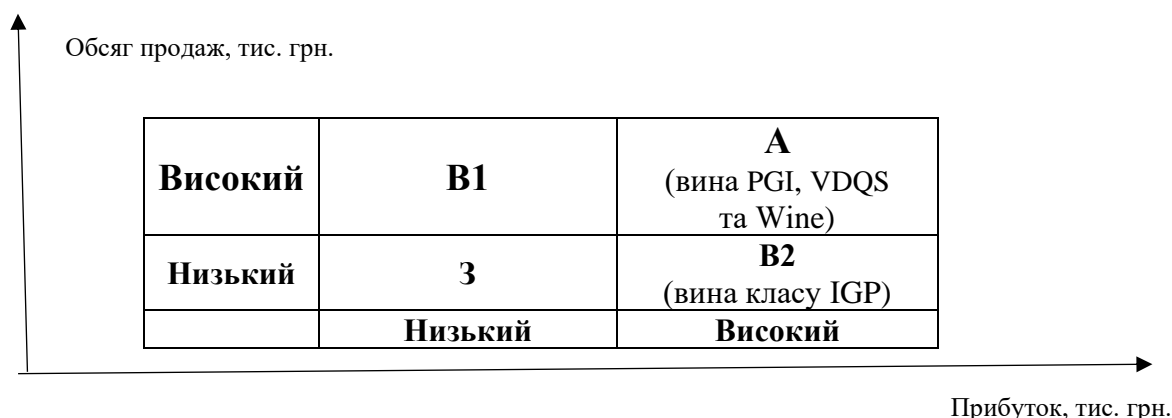 Обсяг продаж, тис. грн.
Високий
В1
А
(вина PGI, VDQS
та Wine)
Низький
З
В2
(вина класу IGP)
Низький
Високий
Прибуток, тис. грн.